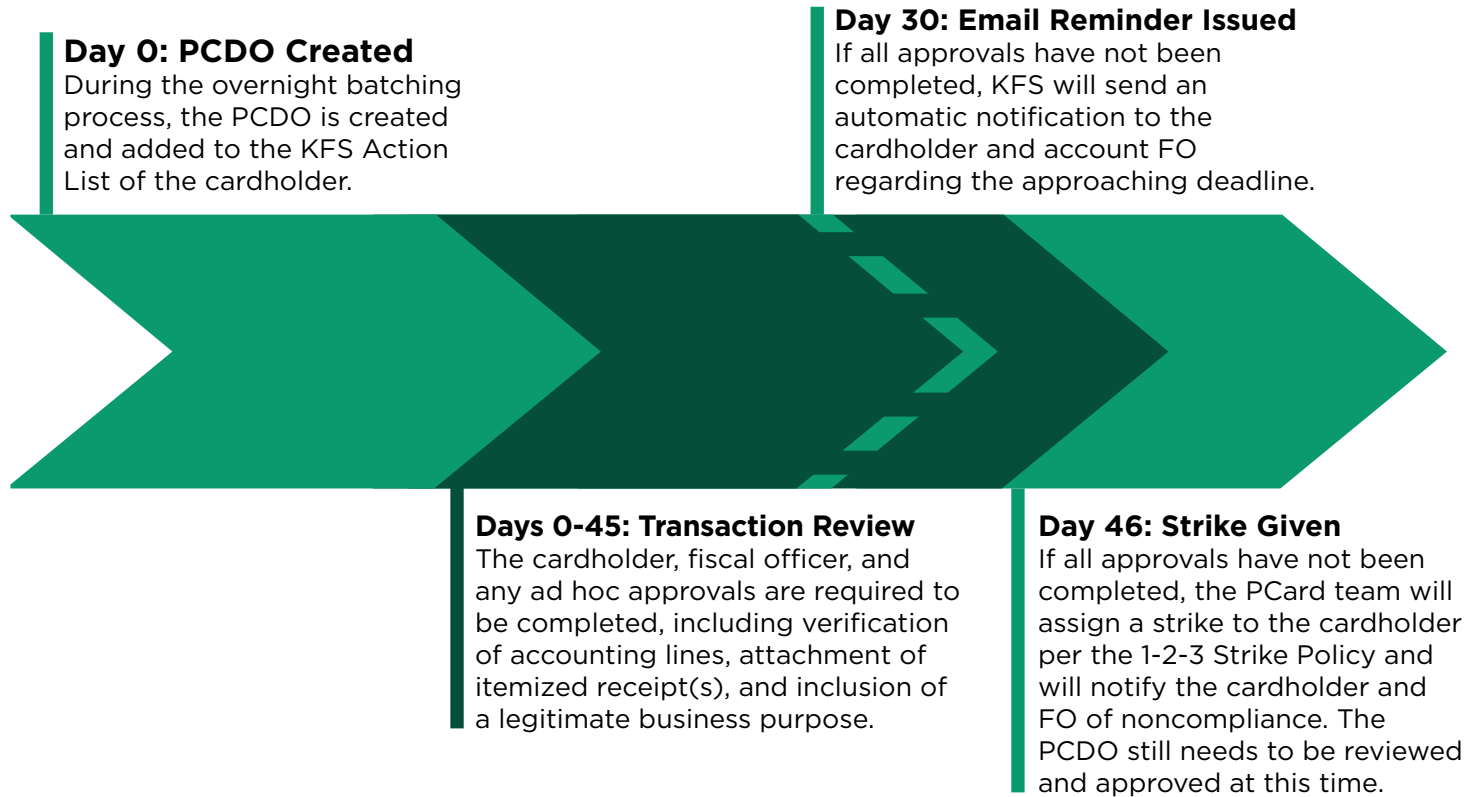 Day 0: PCDO Created
During the overnight batching
process, the PCDO is created
and added to the KFS Action
List of the cardholder.
Day 30: Email Reminder Issued
If all approvals have not been
completed, KFS will send an
automatic notification to the
cardholder and account FO
regarding the approaching deadline.
Days 0-45: Transaction Review
The cardholder, fiscal officer, and
any ad hoc approvals are required to
be completed, including verification
of accounting lines, attachment of
itemized receipt(s), and inclusion of
a legitimate business purpose.
Day 46: Strike Given
If all approvals have not been
completed, the PCard team will
assign a strike to the cardholder
per the 1-2-3 Strike Policy and
will notify the cardholder and
FO of noncompliance. The
PCDO still needs to be reviewed
and approved at this time.